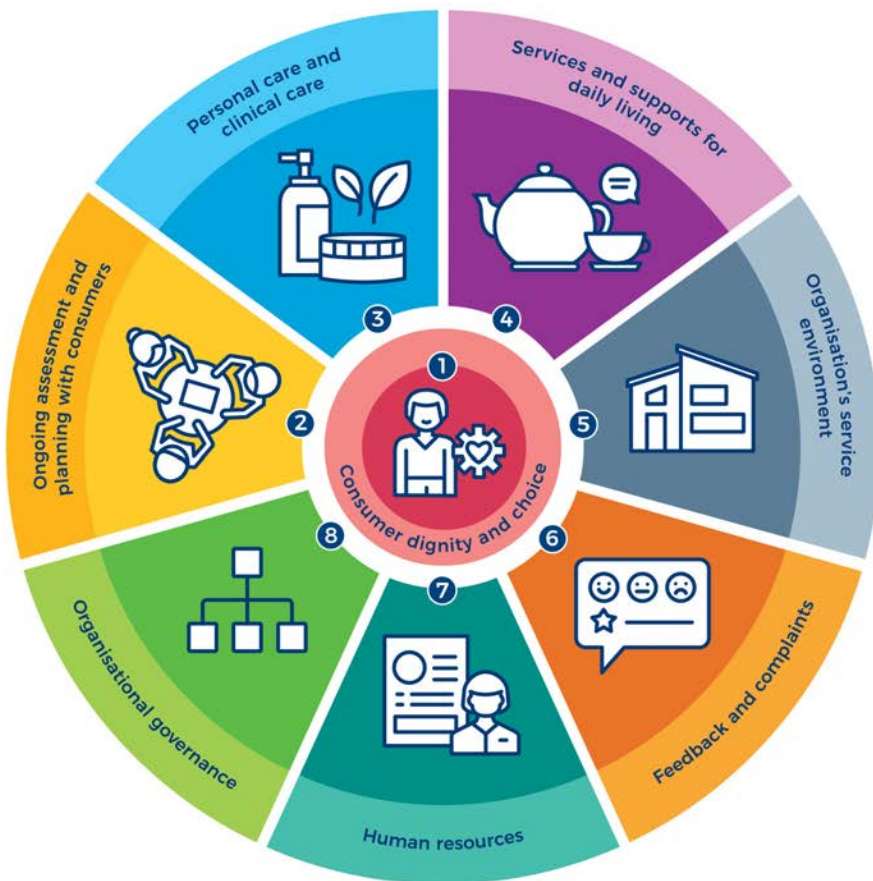 1
Consumer dignity and choice
2
Ongoing assessment and
planning with consumers
3
Personal care and
clinical care
4
Services and supports for
daily living
5
Organisation's service
environment
6
Feedback and complaints
7
Human resources
8
Organisational governance